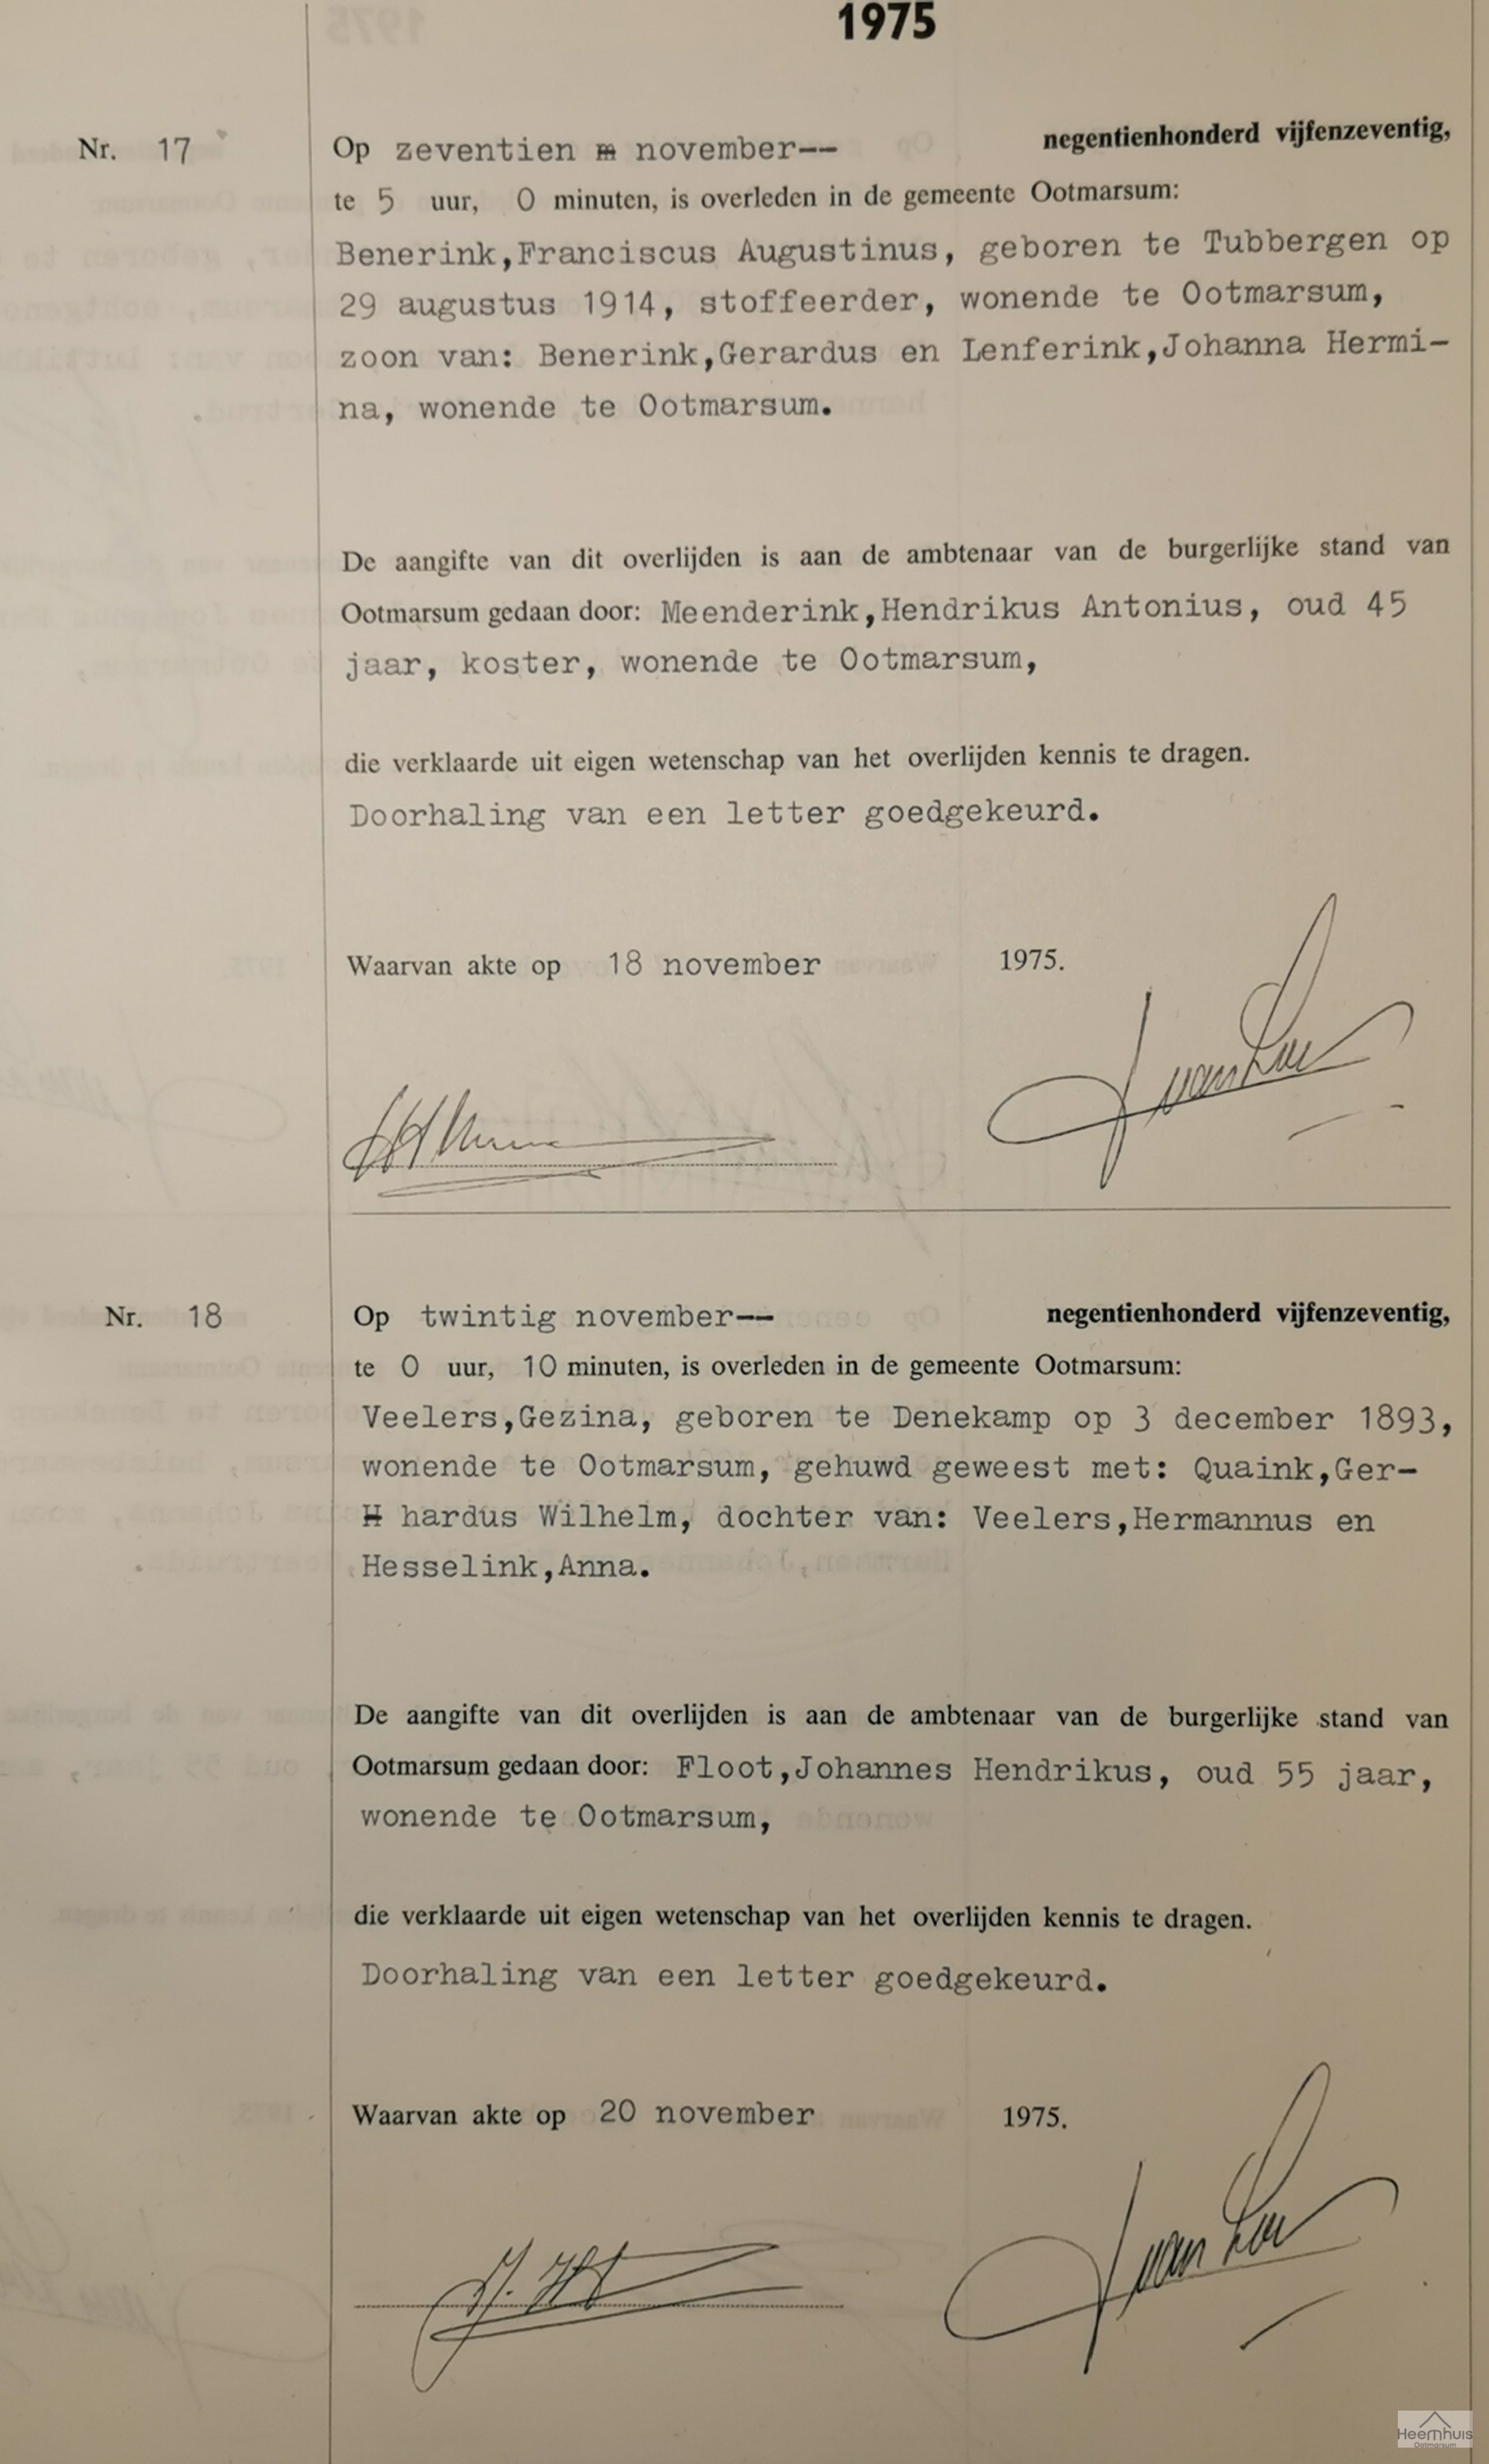 1975
Nr. 17
Op zeventien m november-- negentienhonderd vijfenzeventig,
te 5 uur, 0 minuten, is overleden in de gemeente Ootmarsum:
Benerink,Franciscus Augustinus, geboren te Tubbergen op
29 augustus 1914, stoffeerder, wonende te Ootmarsum,
zoon van: Benerink,Gerardus en Lenferink,Johanna Hermi-
na, wonende te Ootmarsum.
De aangifte van dit overlijden is aan de ambtenaar van de burgerlijke stand van
Ootmarsum gedaan door: Meenderink,Hendrikus Antonius, oud 45
jaar, koster, wonende te Ootmarsum,
die verklaarde uit eigen wetenschap van het overlijden kennis te dragen.
Doorhaling van een letter goedgekeurd.
Waarvan akte op 18 november 1975.
Nr. 18
Op twintig november-- negentienhonderd vijfenzeventig,
te 0 uur, 10 minuten, is overleden in de gemeente Ootmarsum:
Veelers,Gezina, geboren te Denekamp op 3 december 1893,
wonende te Ootmarsum, gehuwd geweest met: Quaink,Ger-
H hardus Wilhelm, dochter van: Veelers,Hermannus en
Hesselink,Anna.
De aangifte van dit overlijden is aan de ambtenaar van de burgerlijke stand van
Ootmarsum gedaan door: Floot,Johannes Hendrikus, oud 55 jaar,
wonende te Ootmarsum,
die verklaarde uit eigen wetenschap van het overlijden kennis te dragen.
Doorhaling van een letter goedgekeurd.
Waarvan akte op 20 november 1975.
Heemhuis
Ootmarsum